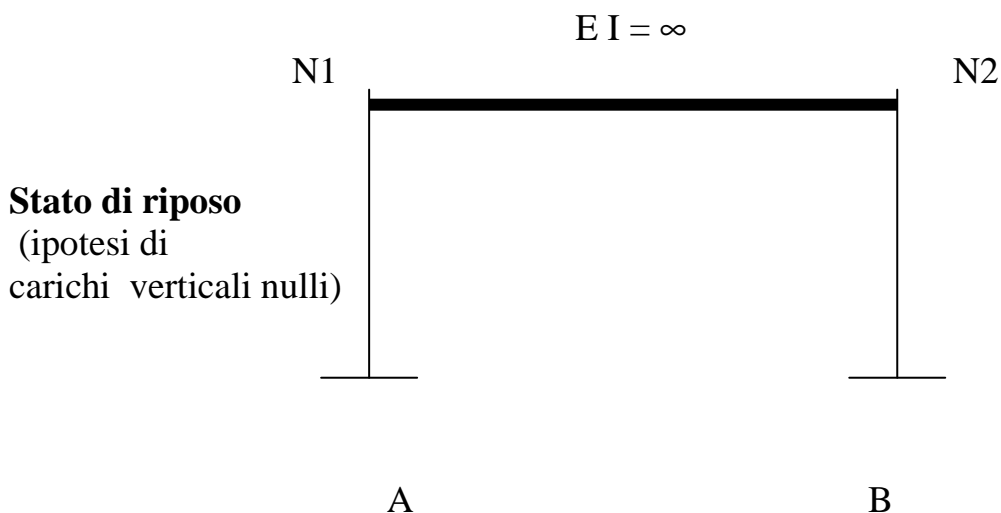 E I = ∞
N1
N2
Stato di riposo
(ipotesi di
carichi verticali nulli)
A
B